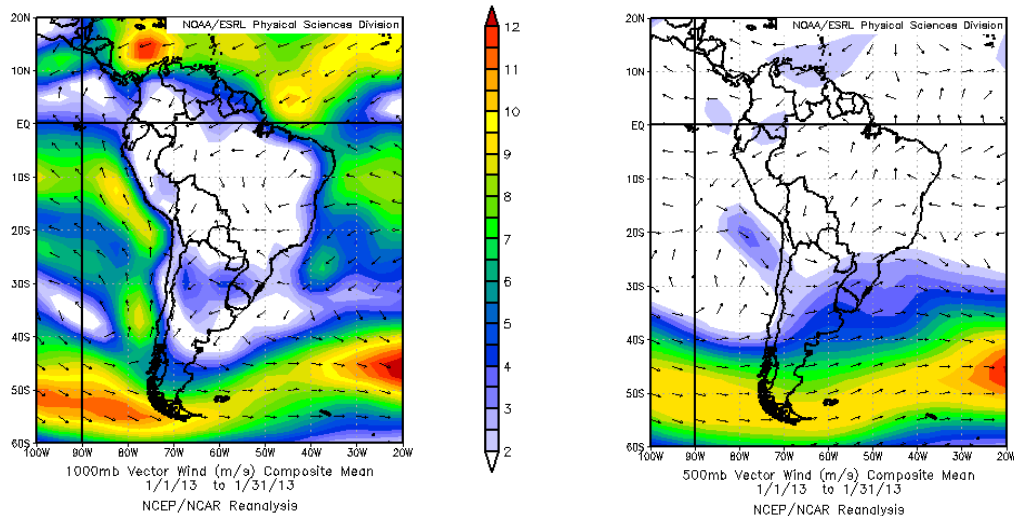 NOAA/ESRL Physical Sciences Division
20N
10N
EQ
10S
20S
30S
40S
50S
60S
100W 90W 80W 70W 60W 50W 40W 30W 20W
1000mb Vector Wind (m/s) Composite Mean
1/1/13 to 1/31/13
NCEP/NCAR Reanalysis
12
11
10
9
8
7
6
5
4
3
2
NOAA/ESRL Physical Sciences Division
20N
10N
EQ
10S
20S
30S
40S
50S
60S
100W 90W 80W 70W 60W 50W 40W 30W 20W
500mb Vector Wind (m/s) Composite Mean
1/1/13 to 1/31/13
NCEP/NCAR Reanalysis